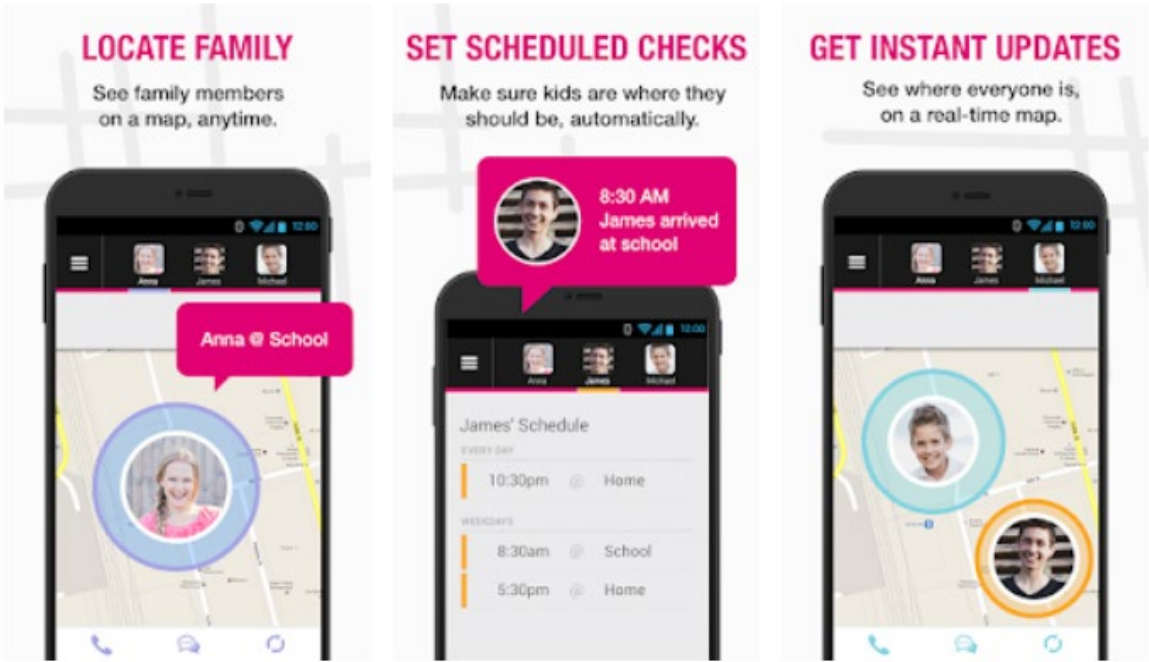 LOCATE FAMILY
See family members
on a map, anytime.
12:00
Anna
James
Michael
Anna @ School
SET SCHEDULED CHECKS
Make sure kids are where they
should be, automatically.
8:30 AM
James arrived
at school
12:00
Anna
James
Michael
James' Schedule
EVERY DAY
10:30pm @ Home
WEEKDAYS
8:30am @ School
5:30pm @ Home
GET INSTANT UPDATES
See where everyone is,
on a real-time map.
12:00
Anna
James
Michael